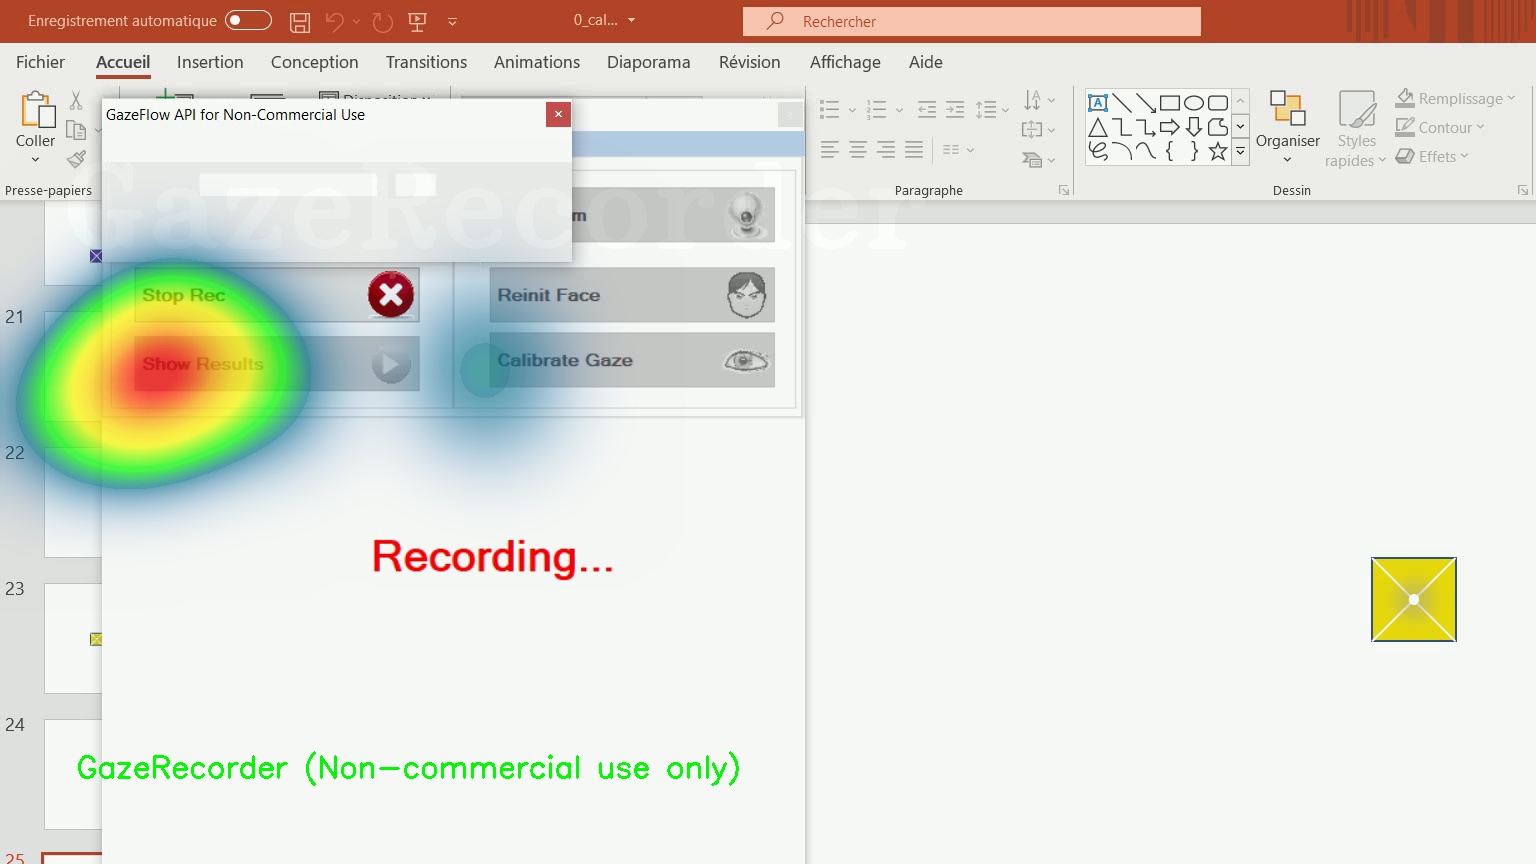 Enregistrement automatique
0_cal...
Rechercher
Fichier Accueil Insertion Conception Transitions Animations Diaporama Révision Affichage Aide
GazeFlow API for Non-Commercial Use
Coller
Presse-papiers
Paragraphe
A
Organiser
Styles
rapides
Remplissage
Contour
Effets
Dessin
GazeRecorder
Stop Rec
Reinit Face
Show Results
Calibrate Gaze
21
22
23
24
25
Recording...
GazeRecorder (Non-commercial use only)